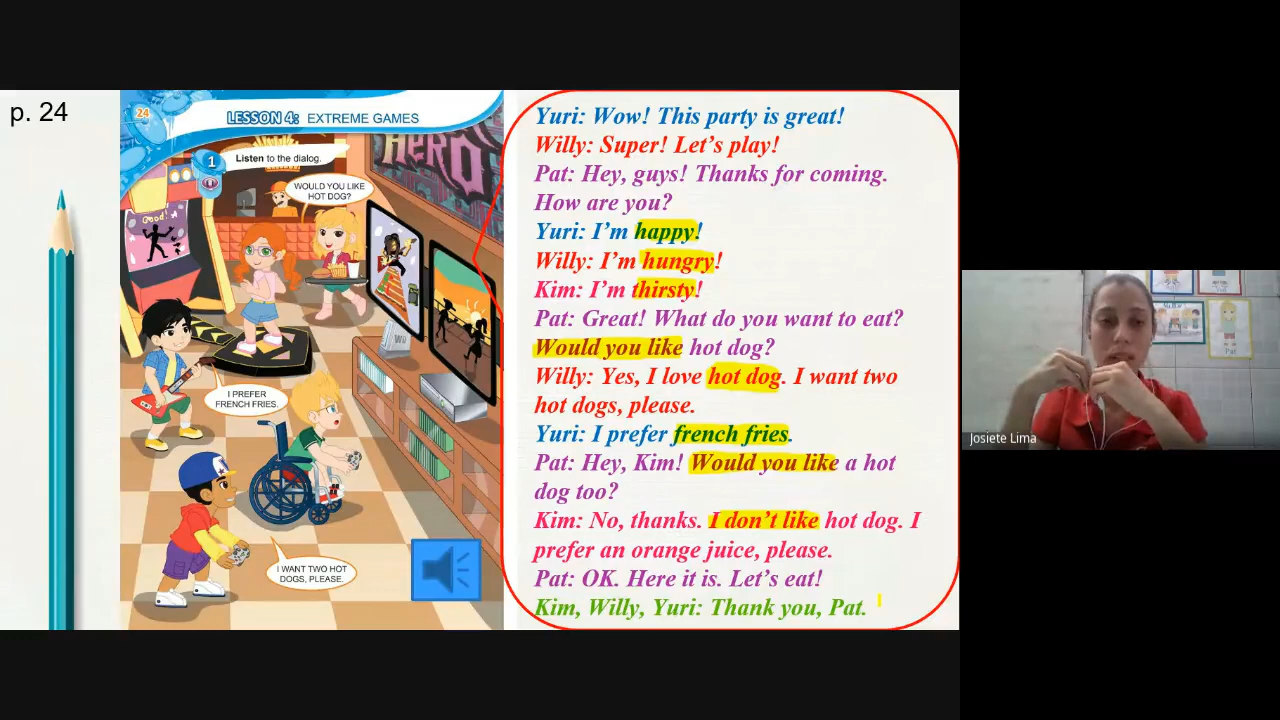 p. 24
24
LESSON 4: EXTREME GAMES
1
Listen to the dialog.
HERO
WOULD YOU LIKE
HOT DOG?
Good!
Wii
I PREFER
FRENCH FRIES.
I WANT TWO HOT
DOGS, PLEASE.
Yuri: Wow! This party is great!
Willy: Super! Let's play!
Pat: Hey, guys! Thanks for coming.
How are you?
Yuri: I'm happy!
Willy: I'm hungry!
Kim: I'm thirsty!
Pat: Great! What do you want to eat?
Would you like hot dog?
Willy: Yes, I love hot dog. I want two
hot dogs, please.
Yuri: I prefer french fries.
Pat: Hey, Kim! Would you like a hot
dog too?
Kim: No, thanks. I don't like hot dog. I
prefer an orange juice, please.
Pat: OK. Here it is. Let's eat!
Kim, Willy, Yuri: Thank you, Pat.
Pat
Josiete Lima